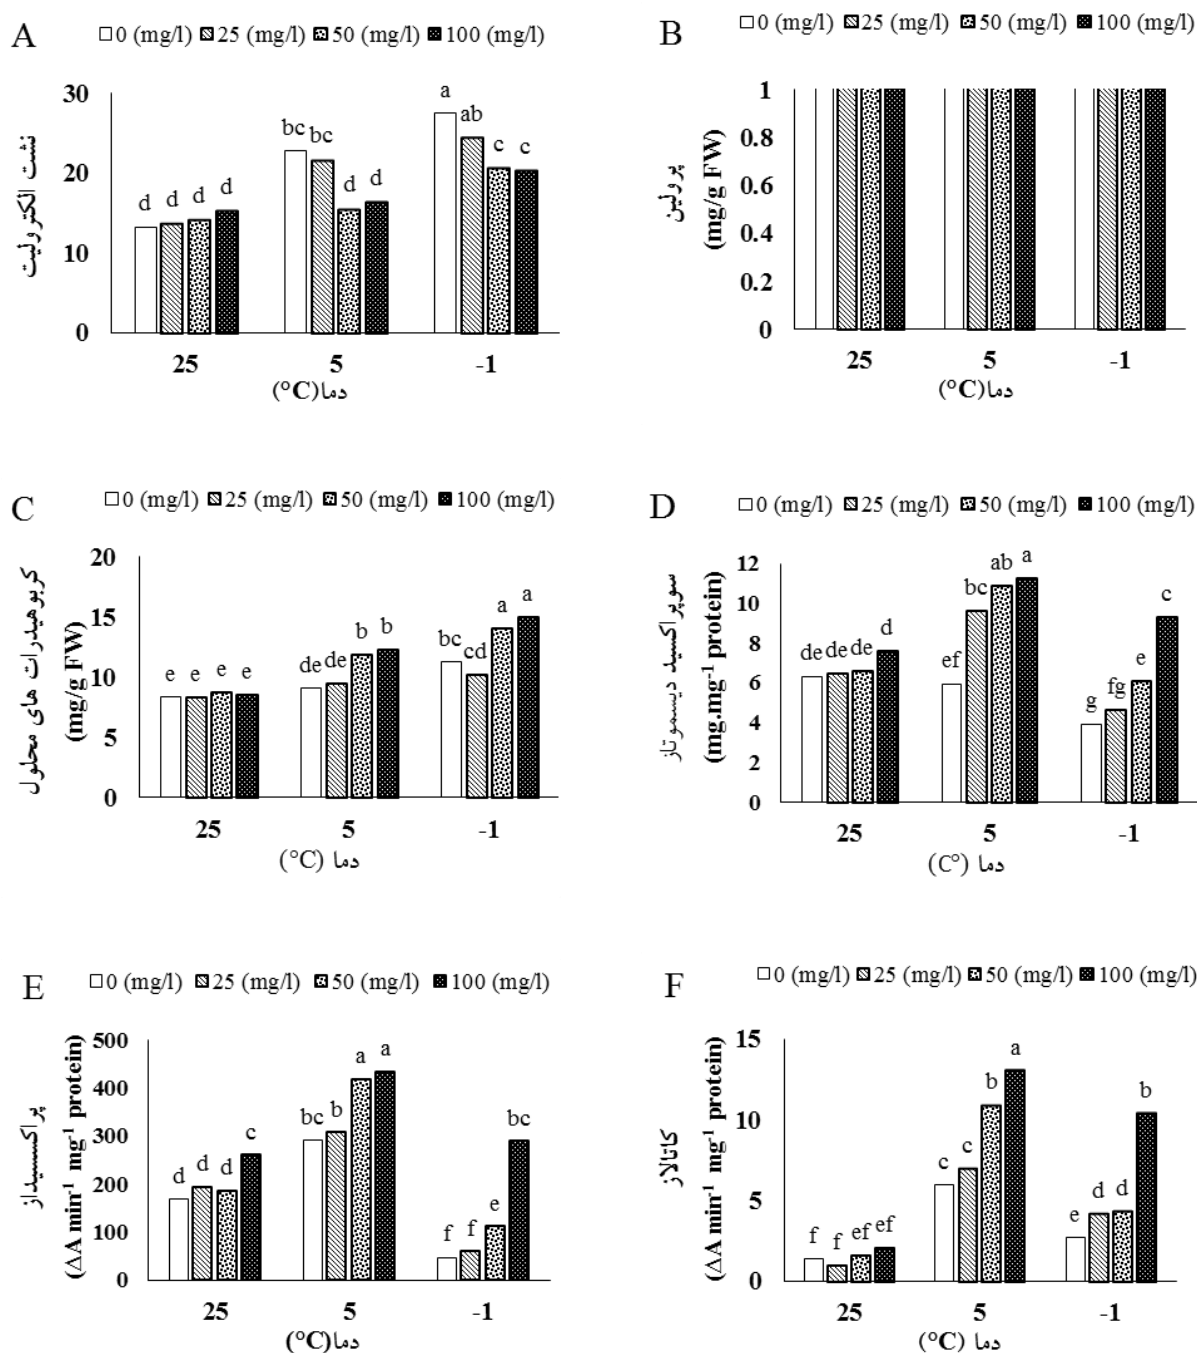 A
0 (mg/l) 25 (mg/l) 50 (mg/l) 100 (mg/l)
نشت الکترولیت
30
20
10
0
d d d d
bc bc d d
a ab c c
25 5 -1
دما(°C)
B
0 (mg/l) 25 (mg/l) 50 (mg/l) 100 (mg/l)
پرولین
(mg/g FW)
1
0.8
0.6
0.4
0.2
0
25 5 -1
دما(°C)
C
0 (mg/l) 25 (mg/l) 50 (mg/l) 100 (mg/l)
کربوهیدرات های محلول
(mg/g FW)
20
15
10
5
0
e e e e
de de b b
bc cd a a
25 5 -1
دما (°C)
D
0 (mg/l) 25 (mg/l) 50 (mg/l) 100 (mg/l)
سوپراکسید دیسموتاز
(mg.mg-¹ protein)
12
10
8
6
4
2
0
de de de d
ef bc ab a
g fg e c
25 5 -1
دما (C°)
E
0 (mg/l) 25 (mg/l) 50 (mg/l) 100 (mg/l)
پراکسیداز
(ΔA min-¹ mg-¹ protein)
500
400
300
200
100
0
d d d c
bc b a a
f f e bc
25 5 -1
دما(°C)
F
0 (mg/l) 25 (mg/l) 50 (mg/l) 100 (mg/l)
کاتالاز
(ΔA min-¹ mg-¹ protein)
15
10
5
0
f f ef ef
c c b a
e d d b
25 5 -1
دما (°C)